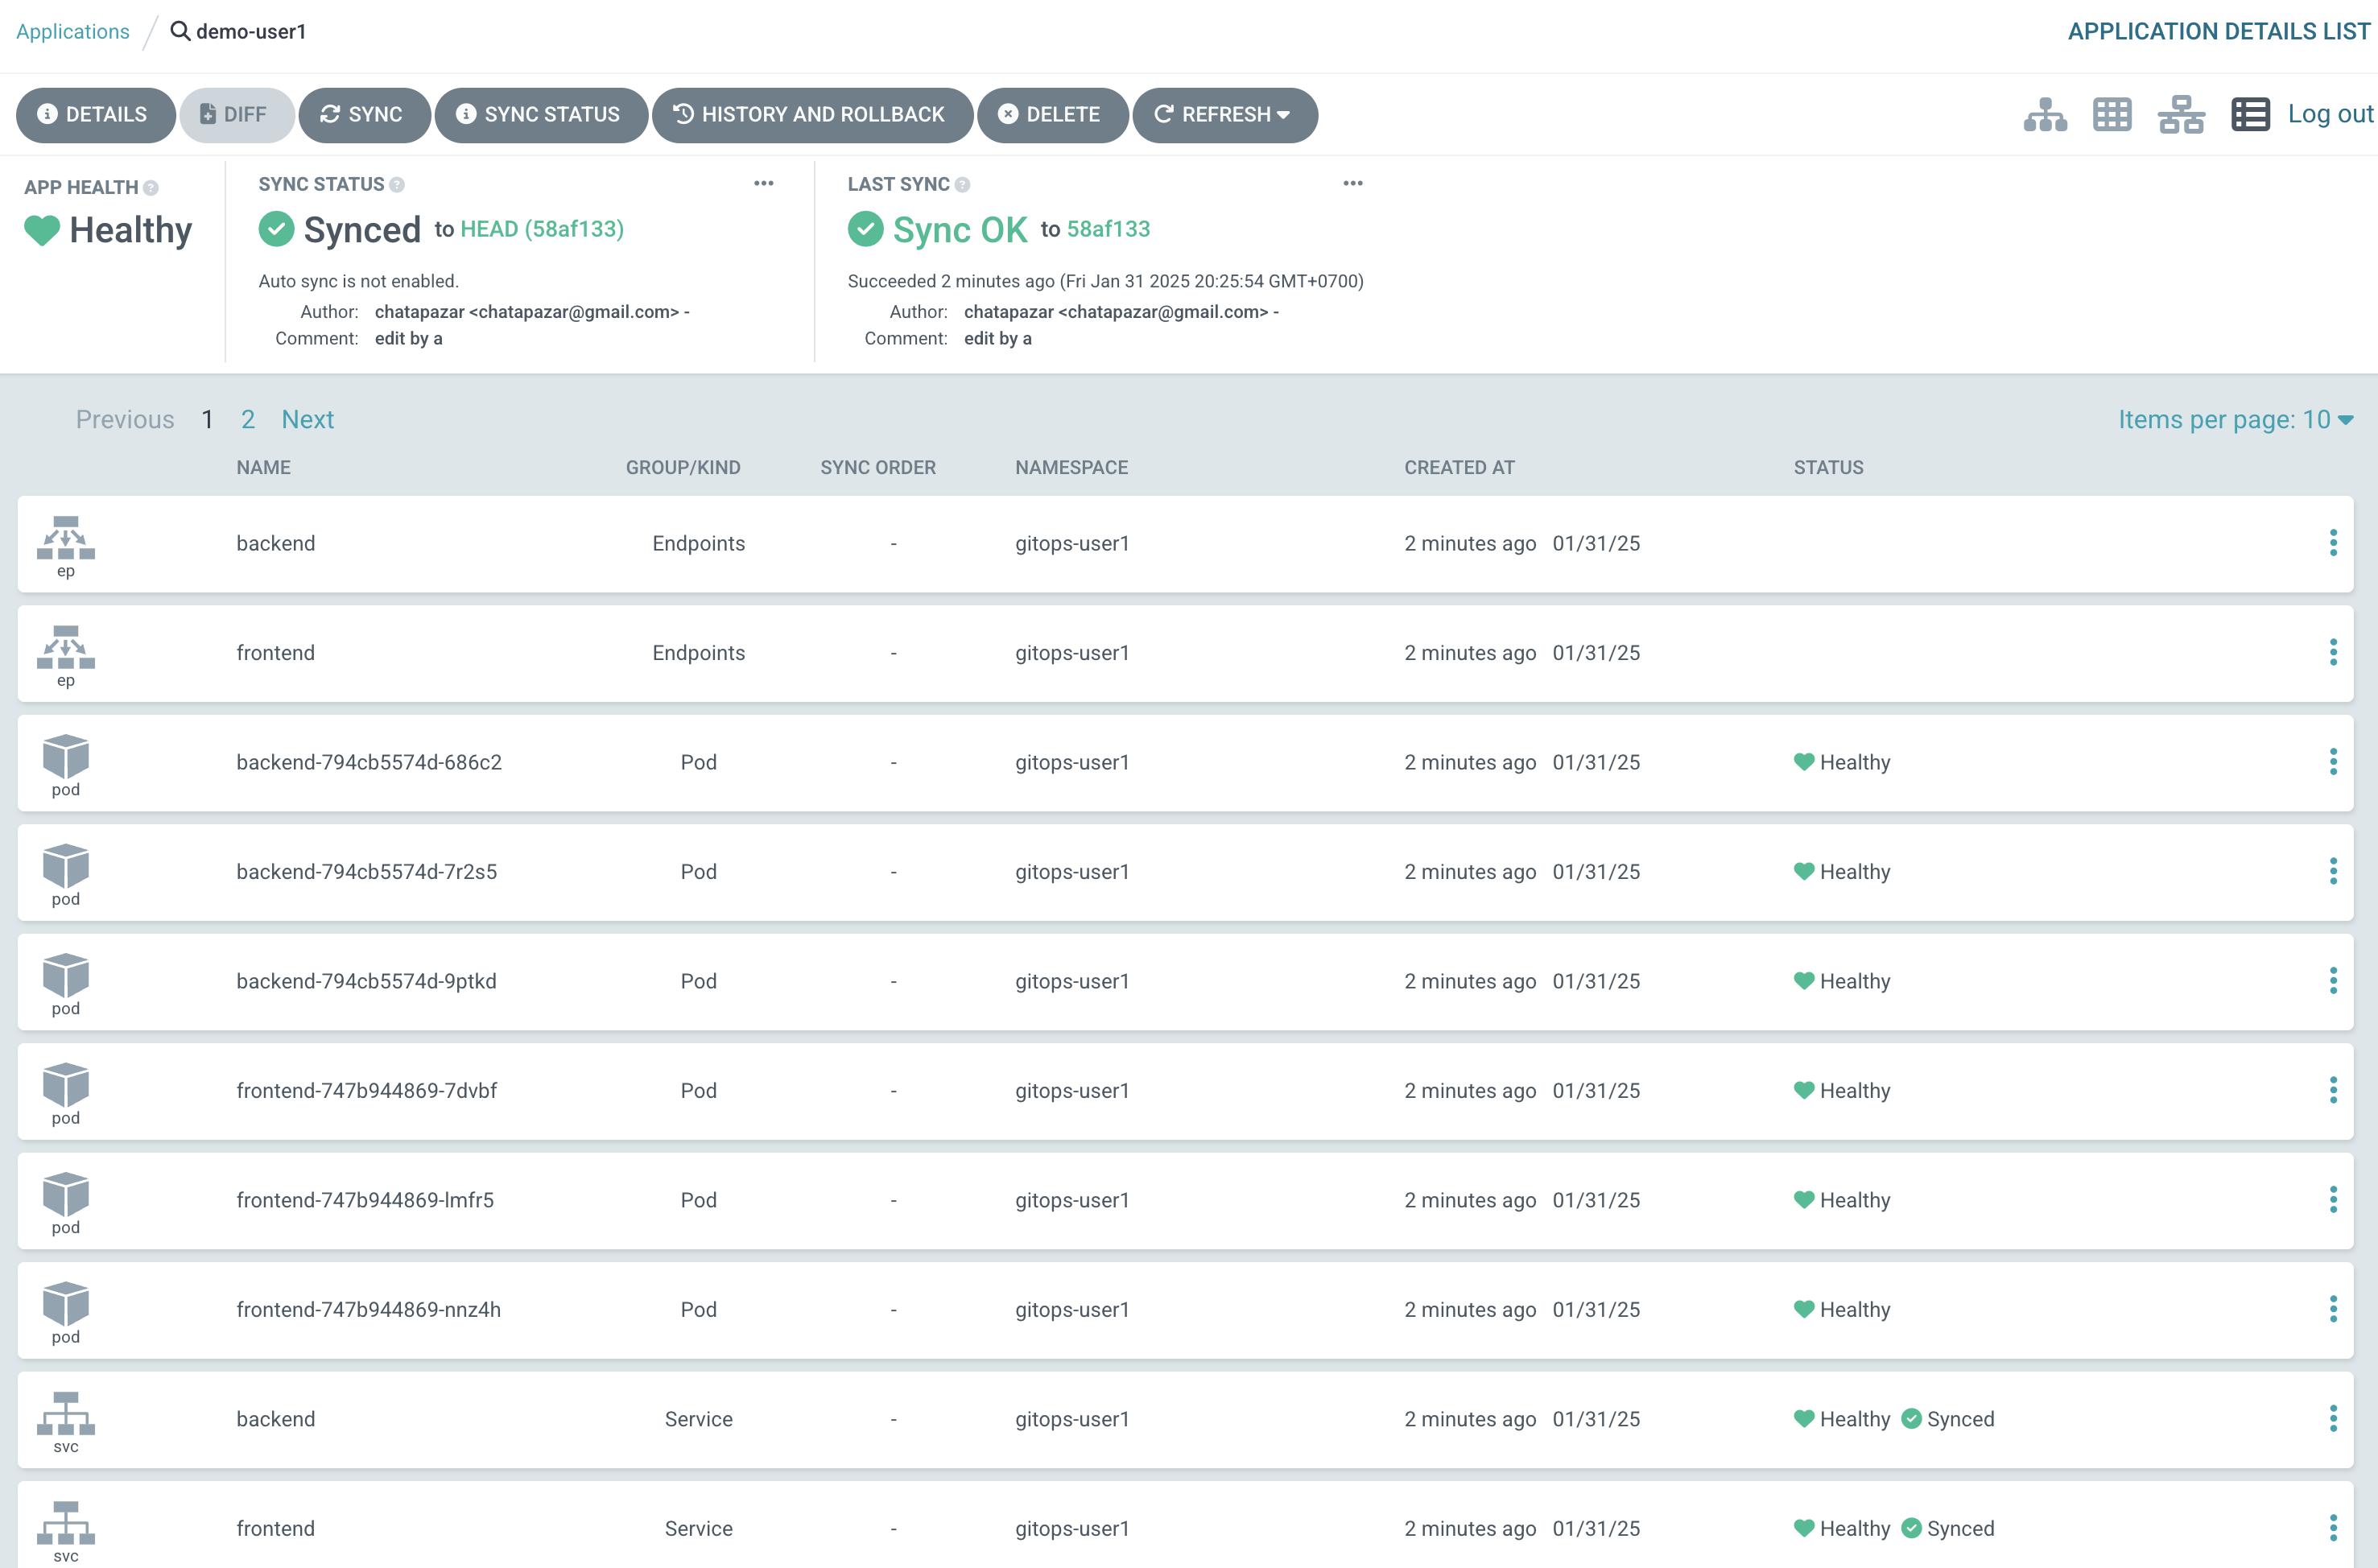 Applications / demo-user1
APPLICATION DETAILS LIST
DETAILS DIFF SYNC SYNC STATUS HISTORY AND ROLLBACK DELETE REFRESH Log out
APP HEALTH ?
Healthy
SYNC STATUS ? •••
Synced to HEAD (58af133)
Auto sync is not enabled.
Author: chatapazar <chatapazar@gmail.com> -
Comment: edit by a
LAST SYNC ? •••
Sync OK to 58af133
Succeeded 2 minutes ago (Fri Jan 31 2025 20:25:54 GMT+0700)
Author: chatapazar <chatapazar@gmail.com> -
Comment: edit by a
Previous 1 2 Next Items per page: 10
NAME GROUP/KIND SYNC ORDER NAMESPACE CREATED AT STATUS
ep backend Endpoints - gitops-user1 2 minutes ago 01/31/25
ep frontend Endpoints - gitops-user1 2 minutes ago 01/31/25
pod backend-794cb5574d-686c2 Pod - gitops-user1 2 minutes ago 01/31/25 Healthy
pod backend-794cb5574d-7r2s5 Pod - gitops-user1 2 minutes ago 01/31/25 Healthy
pod backend-794cb5574d-9ptkd Pod - gitops-user1 2 minutes ago 01/31/25 Healthy
pod frontend-747b944869-7dvbf Pod - gitops-user1 2 minutes ago 01/31/25 Healthy
pod frontend-747b944869-lmfr5 Pod - gitops-user1 2 minutes ago 01/31/25 Healthy
pod frontend-747b944869-nnz4h Pod - gitops-user1 2 minutes ago 01/31/25 Healthy
svc backend Service - gitops-user1 2 minutes ago 01/31/25 Healthy Synced
svc frontend Service - gitops-user1 2 minutes ago 01/31/25 Healthy Synced